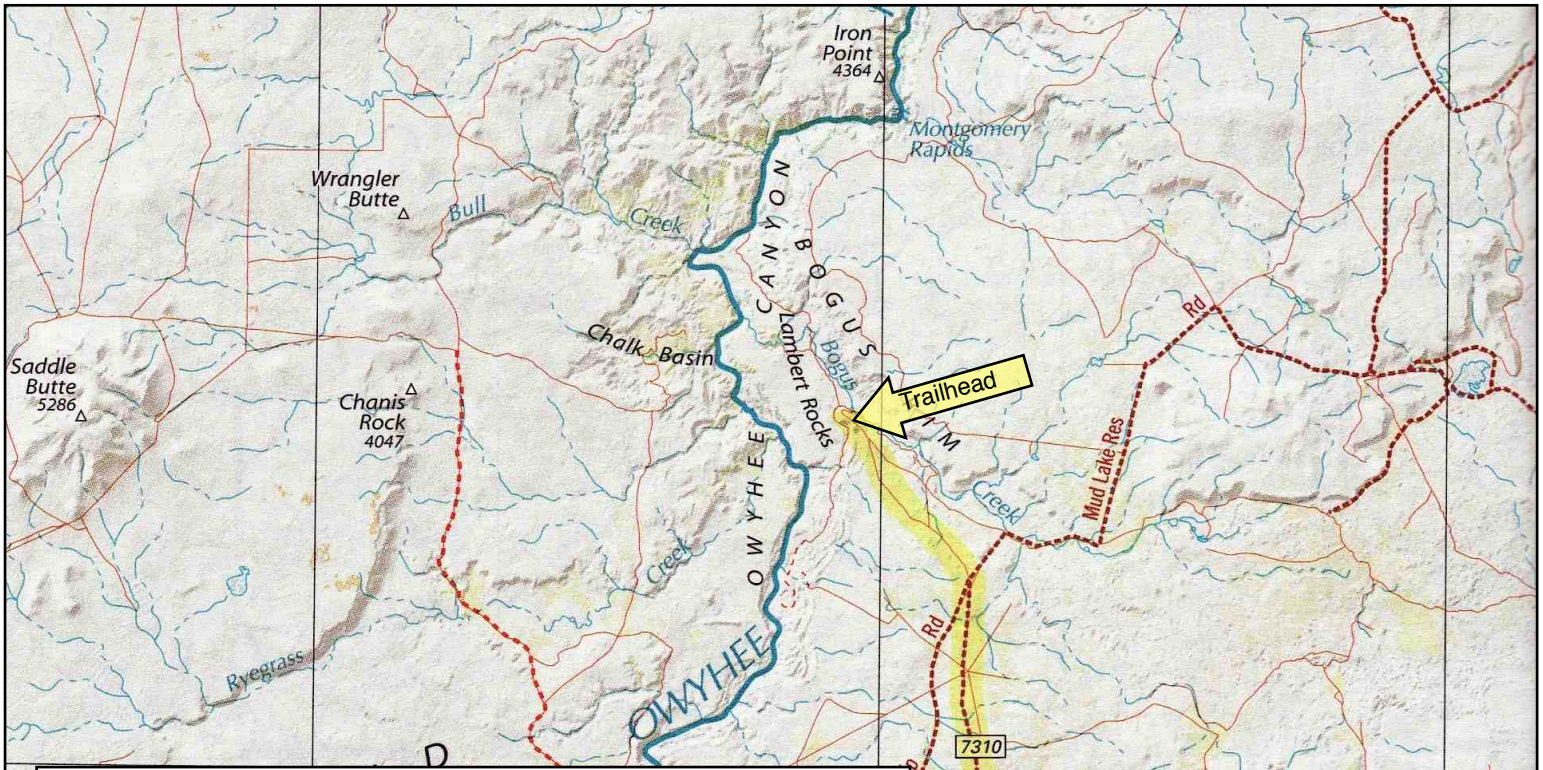 Iron
Point
4364
Montgomery
Rapids
Wrangler
Butte
Bull
Creek
CANYON
BOGUS
Lambert Rocks
Bogus
Trailhead
Rd
Chalk Basin
Saddle
Butte
5286
Chanis
Rock
4047
IM
Mud Lake Res
Creek
OWYHEE
Creek
Ryegrass
Rd
OWYHEE
7310
D